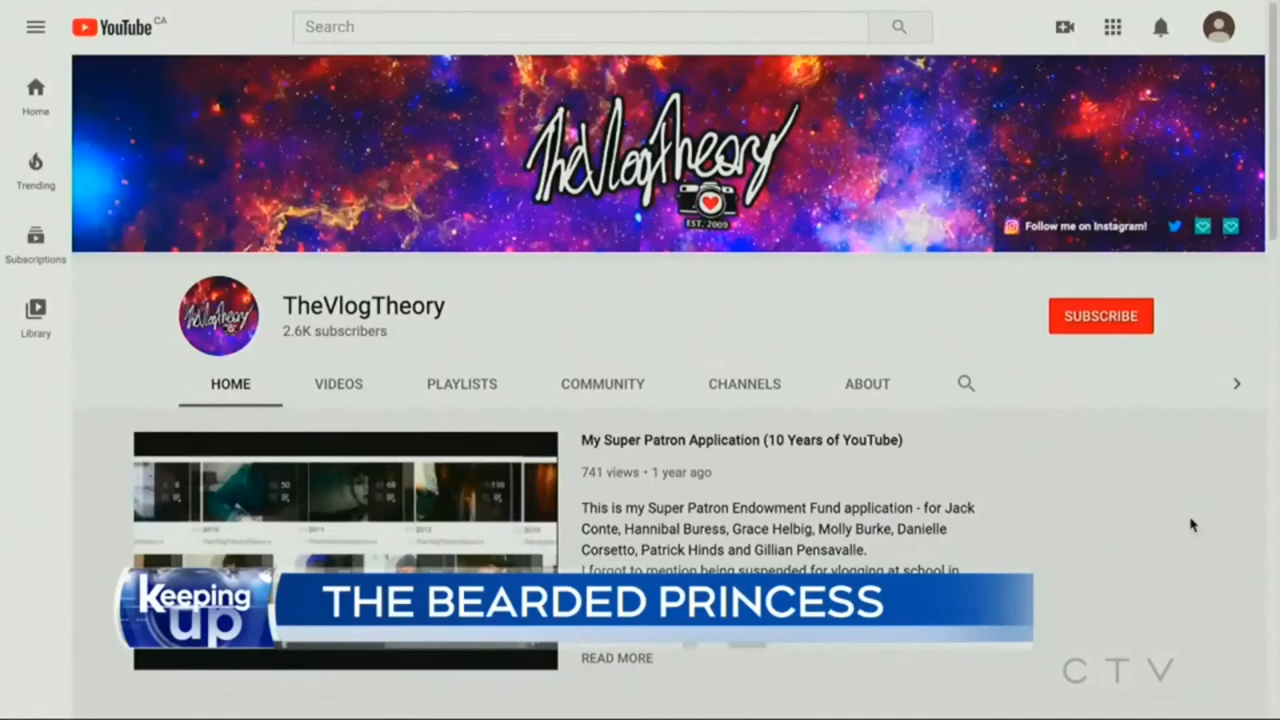 YouTube CA
Search
Home
Trending
Subscriptions
Library
TheVlogTheory
EST. 2009
Follow me on Instagram!
TheVlogTheory
TheVlogTheory
2.6K subscribers
SUBSCRIBE
HOME
VIDEOS
PLAYLISTS
COMMUNITY
CHANNELS
ABOUT
My Super Patron Application (10 Years of YouTube)
741 views • 1 year ago
This is my Super Patron Endowment Fund application - for Jack
Conte, Hannibal Buress, Grace Helbig, Molly Burke, Danielle
Corsetto, Patrick Hinds and Gillian Pensavalle.
I forgot to mention being suspended for vlogging at school in
keeping
up
THE BEARDED PRINCESS
READ MORE
CTV